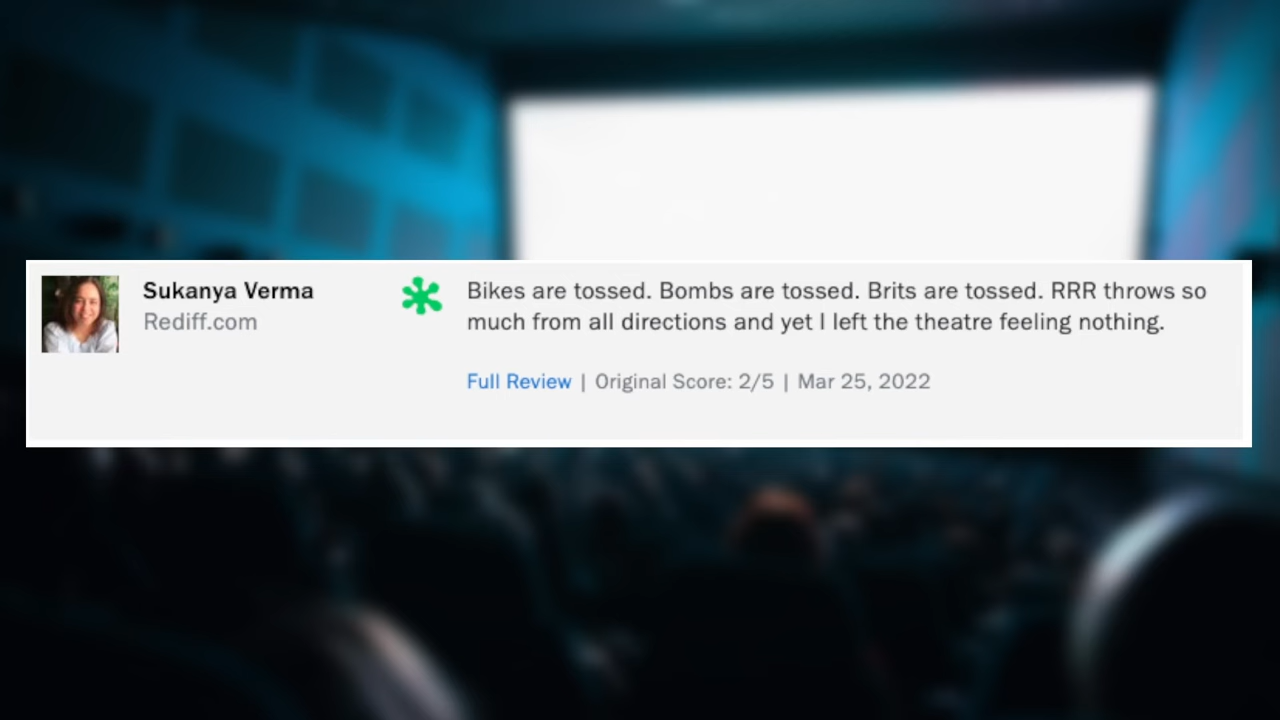 Sukanya Verma
Rediff.com
Bikes are tossed. Bombs are tossed. Brits are tossed. RRR throws so
much from all directions and yet I left the theatre feeling nothing.
Full Review | Original Score: 2/5 | Mar 25, 2022